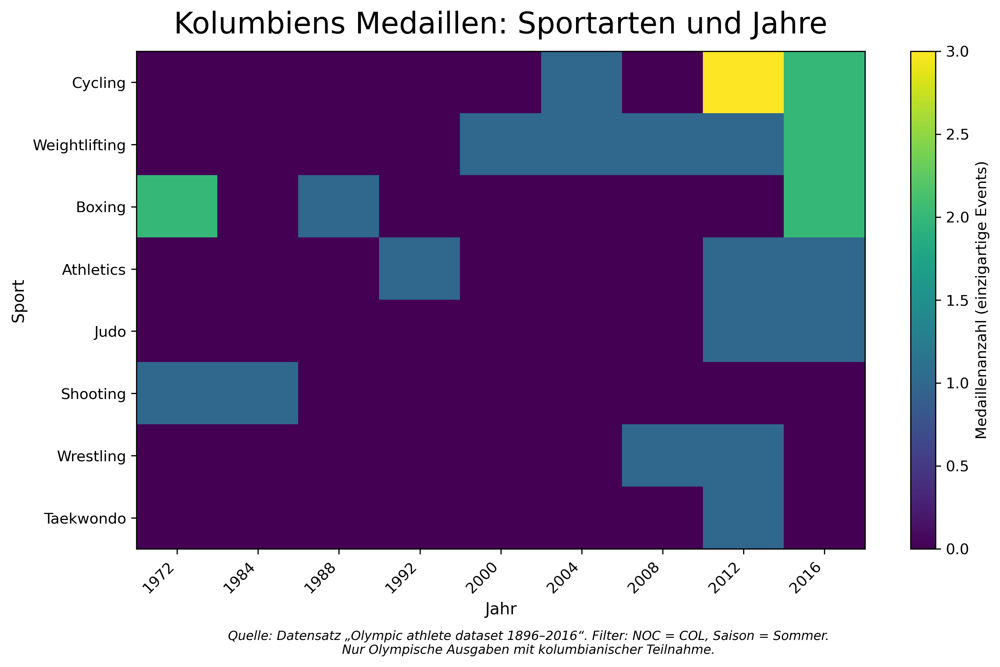 Kolumbiens Medaillen: Sportarten und Jahre
Sport
Cycling
Weightlifting
Boxing
Athletics
Judo
Shooting
Wrestling
Taekwondo
1972
1984
1988
1992
2000
2004
2008
2012
2016
Jahr
3.0
2.5
2.0
1.5
1.0
0.5
0.0
Medaillenanzahl (einzigartige Events)
Quelle: Datensatz „Olympic athlete dataset 1896–2016“. Filter: NOC = COL, Saison = Sommer.
Nur Olympische Ausgaben mit kolumbianischer Teilnahme.